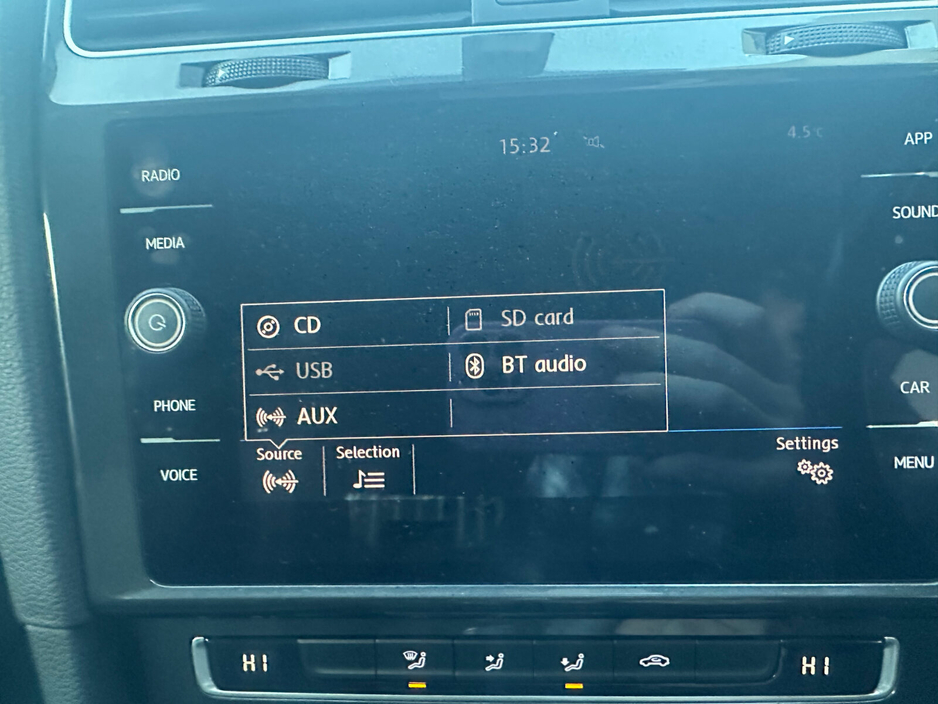 15:32
4.5°C
RADIO
MEDIA
PHONE
VOICE
APP
SOUND
CAR
MENU
CD
SD card
USB
BT audio
AUX
Source
Selection
Settings
HI
HI